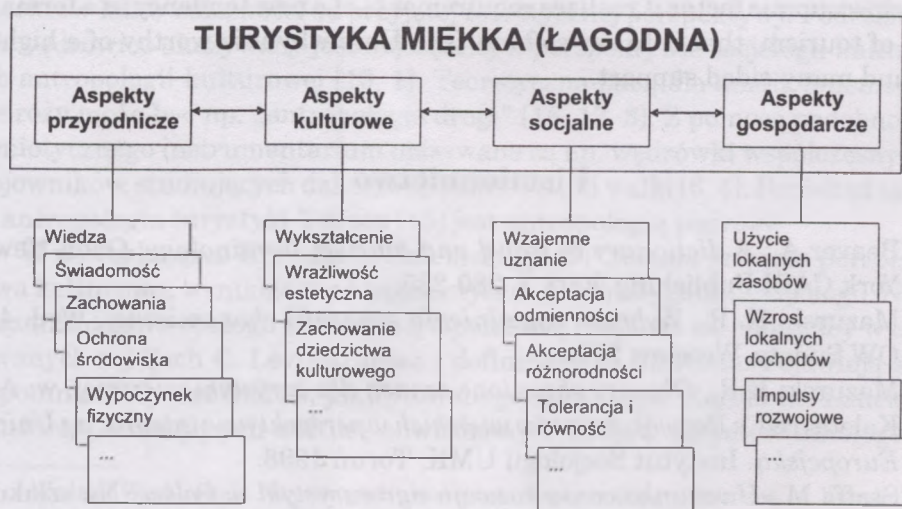 TURYSTYKA MIĘKKA (ŁAGODNA)
Aspekty
przyrodnicze
Aspekty
kulturowe
Aspekty
socjalne
Aspekty
gospodarcze
Wiedza
Świadomość
Zachowania
Ochrona
środowiska
Wypoczynek
fizyczny
...
Wykształcenie
Wrażliwość
estetyczna
Zachowania
dziedzictwa
kulturowego
...
Wzajemne
uznanie
Akceptacja
odmienności
Akceptacja
różnorodności
Tolerancja i
równość
...
Użycie
lokalnych
zasobów
Wzrost
lokalnych
dochodów
Impulsy
rozwojowe
...